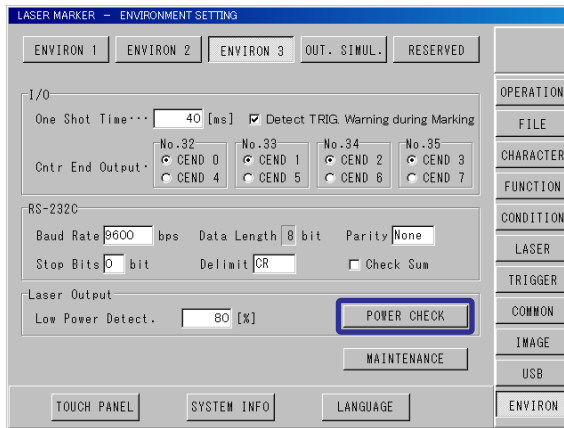 LASER MARKER – ENVIRONMENT SETTING
ENVIRON 1 ENVIRON 2 ENVIRON 3 OUT. SIMUL. RESERVED
I/O
One Shot Time··· 40 [ms] Detect TRIG. Warning during Marking
No.32 No.33 No.34 No.35
Cntr End Output· CEND 0 CEND 1 CEND 2 CEND 3
CEND 4 CEND 5 CEND 6 CEND 7
RS-232C
Baud Rate 9600 bps Data Length 8 bit Parity None
Stop Bits 0 bit Delimit CR Check Sum
Laser Output
Low Power Detect. 80 [%] POWER CHECK
MAINTENANCE
TOUCH PANEL SYSTEM INFO LANGUAGE
OPERATION
FILE
CHARACTER
FUNCTION
CONDITION
LASER
TRIGGER
COMMON
IMAGE
USB
ENVIRON